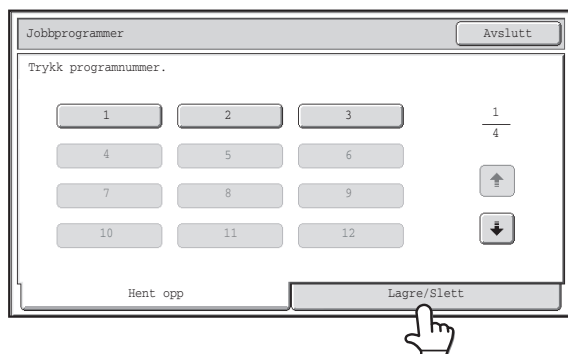 Jobbprogrammer Avslutt
Trykk programnummer.
1 2 3 1
4
4 5 6
7 8 9
10 11 12
Hent opp Lagre/Slett